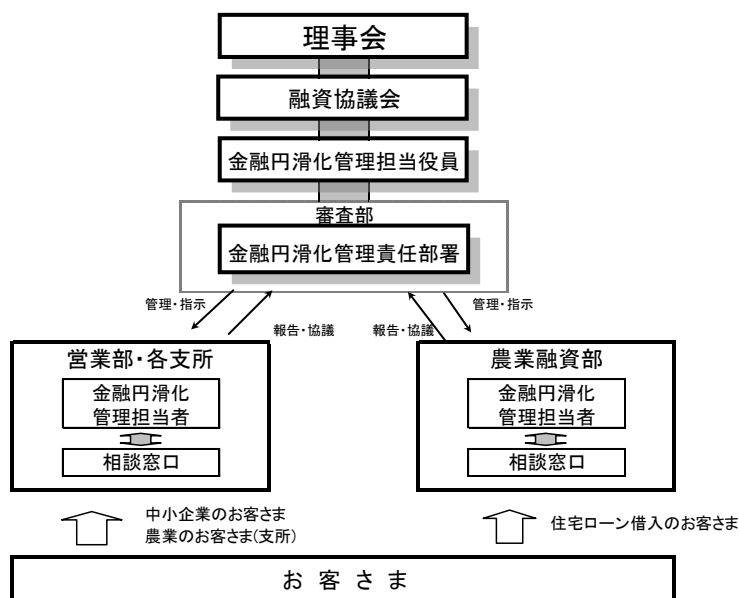 理事会
融資協議会
金融円滑化管理担当役員
審査部
金融円滑化管理責任部署
管理・指示
報告・協議
報告・協議
管理・指示
営業部・各支所
金融円滑化
管理担当者
相談窓口
農業融資部
金融円滑化
管理担当者
相談窓口
中小企業のお客さま
農業のお客さま(支所)
住宅ローン借入のお客さま
お客さま